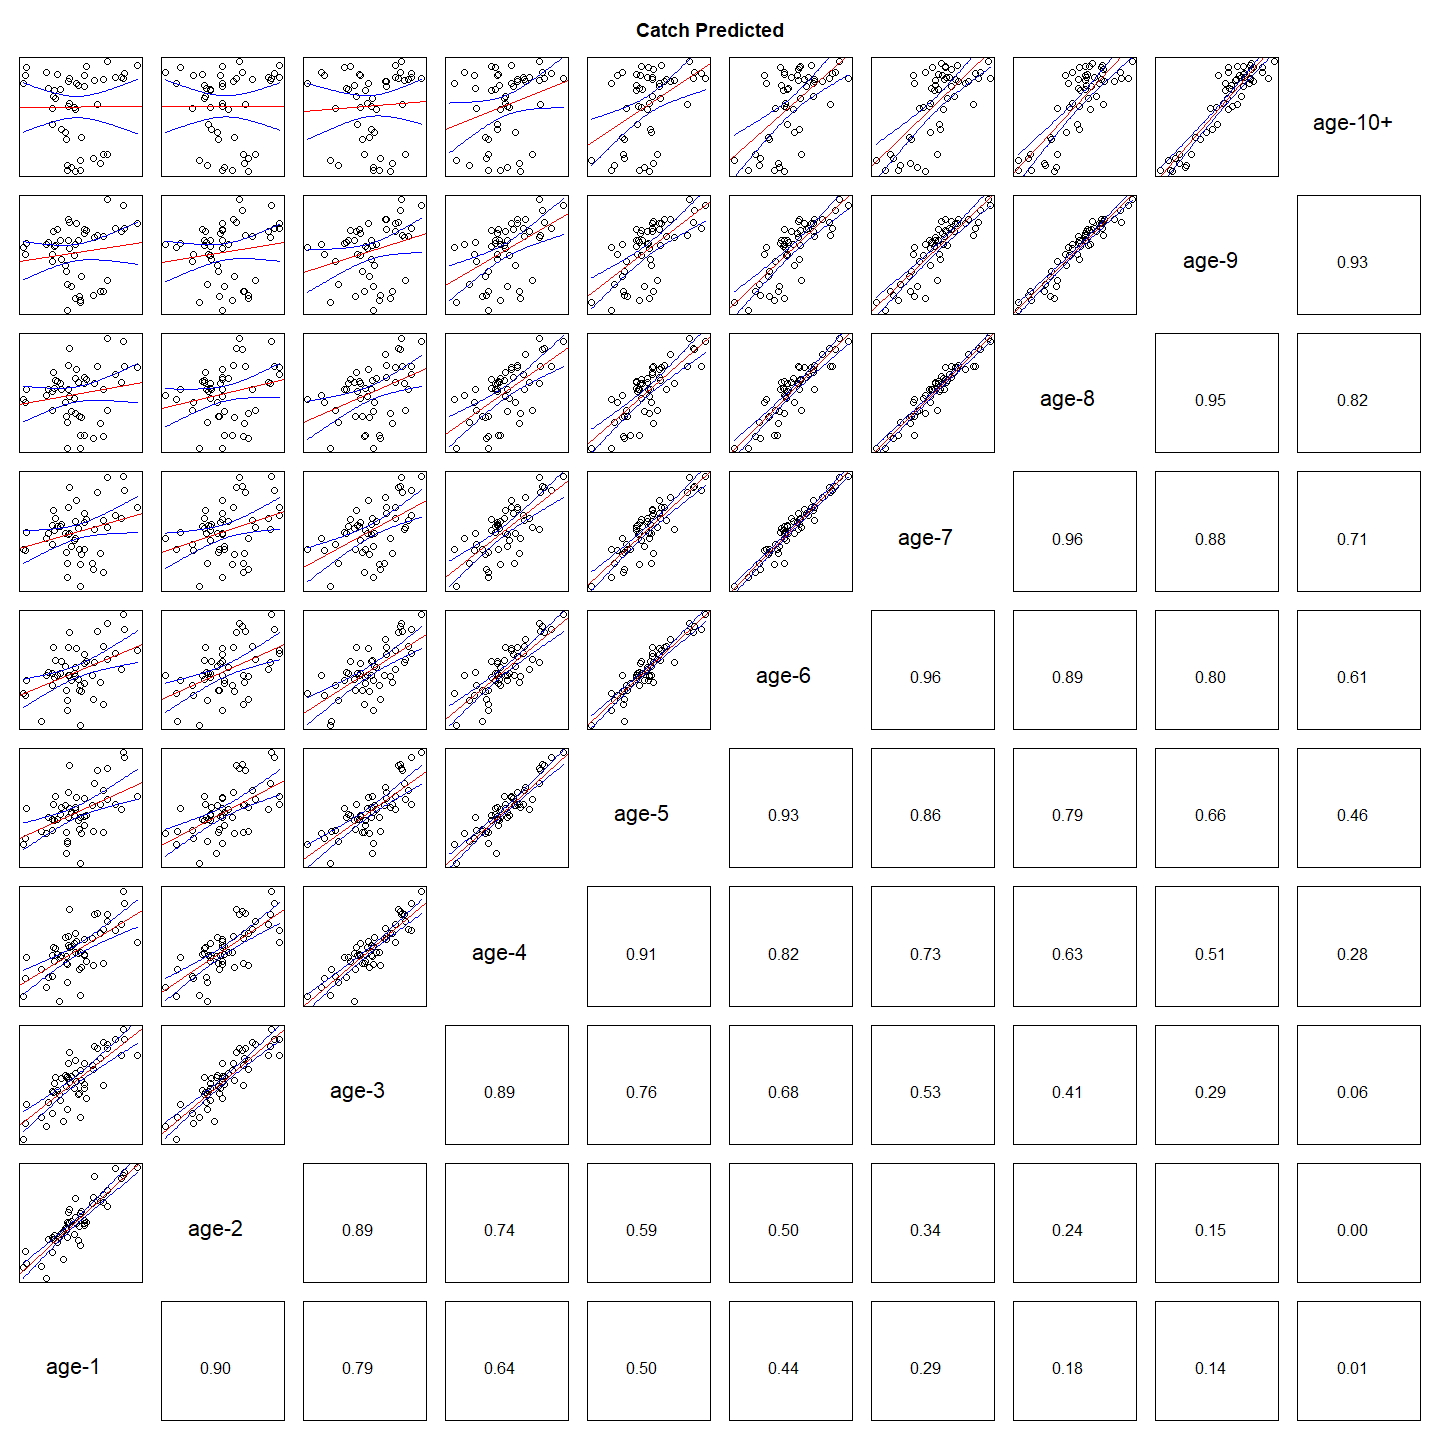 Catch Predicted
age-10+
age-9 0.93
age-8 0.95 0.82
age-7 0.96 0.88 0.71
age-6 0.96 0.89 0.80 0.61
age-5 0.93 0.86 0.79 0.66 0.46
age-4 0.91 0.82 0.73 0.63 0.51 0.28
age-3 0.89 0.76 0.68 0.53 0.41 0.29 0.06
age-2 0.89 0.74 0.59 0.50 0.34 0.24 0.15 0.00
age-1 0.90 0.79 0.64 0.50 0.44 0.29 0.18 0.14 0.01